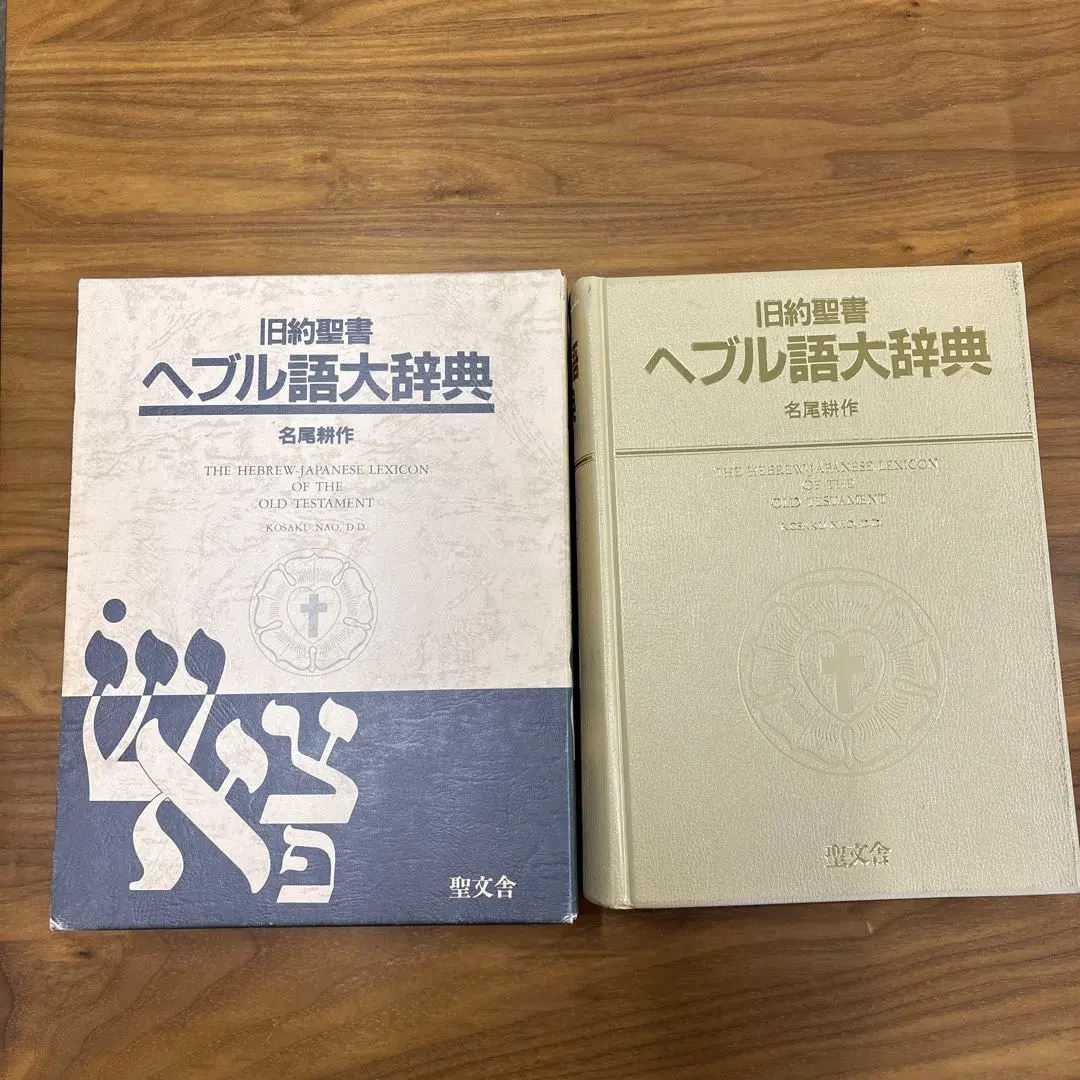 旧約聖書
ヘブル語大辞典
名尾耕作
THE HEBREW-JAPANESE LEXICON
OF THE
OLD TESTAMENT
KOSAKU NAO, D.D.
שׂ
א
צ
פ
聖文舎
旧約聖書
ヘブル語大辞典
名尾耕作
THE HEBREW-JAPANESE LEXICON
OF THE
OLD TESTAMENT
KOSAKU NAO, D.D.
聖文舎